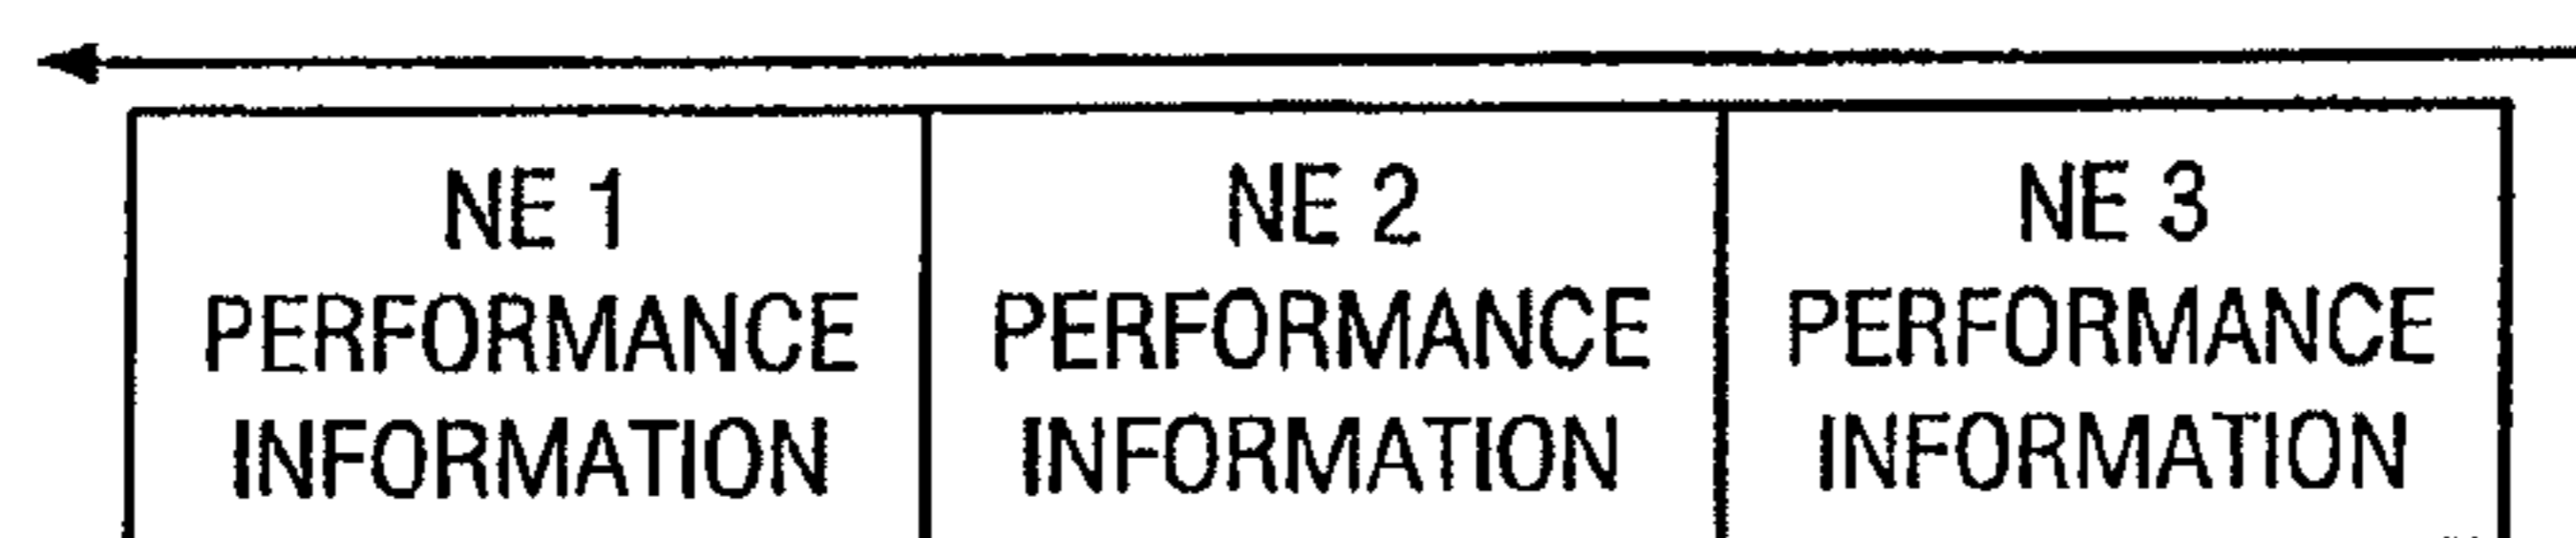 NE 1
PERFORMANCE
INFORMATION
NE 2
PERFORMANCE
INFORMATION
NE 3
PERFORMANCE
INFORMATION